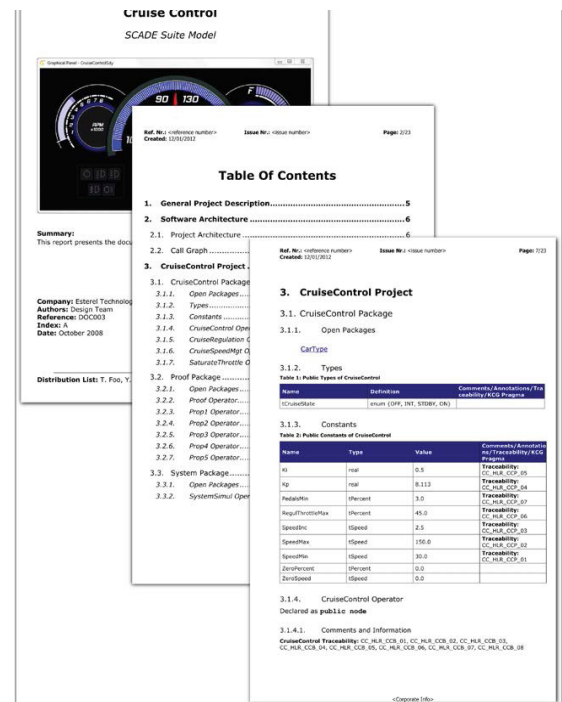 Cruise Control
SCADE Suite Model
Graphical Panel - CruiseControl
90 130
F
RPM
x1000
Summary:
This report presents the docu
Company: Esterel Technolog
Authors: Design Team
Reference: DOC003
Index: A
Date: October 2008
Distribution List: T. Foo, Y.
Ref. Nr.: <reference number> Issue Nr.: <issue number> Page: 2/23
Created: 12/01/2012
Table Of Contents
1. General Project Description.....................................................5
2. Software Architecture.............................................................6
2.1. Project Architecture............................................................6
2.2. Call Graph
3. CruiseControl Project
3.1. CruiseControl Package
3.1.1. Open Packages
3.1.2. Types
3.1.3. Constants
3.1.4. CruiseControl Oper
3.1.5. CruiseRegulation O
3.1.6. CruiseSpeedMgt O
3.1.7. SaturateThrottle O
3.2. Proof Package
3.2.1. Open Packages
3.2.2. Proof Operator
3.2.3. Prop1 Operator
3.2.4. Prop2 Operator
3.2.5. Prop3 Operator
3.2.6. Prop4 Operator
3.2.7. Prop5 Operator
3.3. System Package
3.3.1. Open Packages
3.3.2. SystemSimul Oper
Ref. Nr.: <reference number> Issue Nr.: <issue number> Page: 7/23
Created: 12/01/2012
3. CruiseControl Project
3.1. CruiseControl Package
3.1.1. Open Packages
CarType
3.1.2. Types
Table 1: Public Types of CruiseControl
Name Definition Comments/Annotations/Tra
ceability/KCG Pragma
tCruiseState enum {OFF, INT, STDBY, ON}
3.1.3. Constants
Table 2: Public Constants of CruiseControl
Name Type Value Comments/Annotatio
ns/Traceability/KCG
Pragma
Ki real 0.5 Traceability:
CC_HLR_CCP_05
Kp real 8.113 Traceability:
CC_HLR_CCP_04
PedalsMin tPercent 3.0 Traceability:
CC_HLR_CCP_07
RegulThrottleMax tPercent 45.0 Traceability:
CC_HLR_CCP_06
SpeedInc tSpeed 2.5 Traceability:
CC_HLR_CCP_03
SpeedMax tSpeed 150.0 Traceability:
CC_HLR_CCP_02
SpeedMin tSpeed 30.0 Traceability:
CC_HLR_CCP_01
ZeroPercent tPercent 0.0
ZeroSpeed tSpeed 0.0
3.1.4. CruiseControl Operator
Declared as public node
3.1.4.1. Comments and Information
CruiseControl Traceability: CC_HLR_CCB_01, CC_HLR_CCB_02, CC_HLR_CCB_03,
CC_HLR_CCB_04, CC_HLR_CCB_05, CC_HLR_CCB_06, CC_HLR_CCB_07, CC_HLR_CCB_08
<Corporate Info>